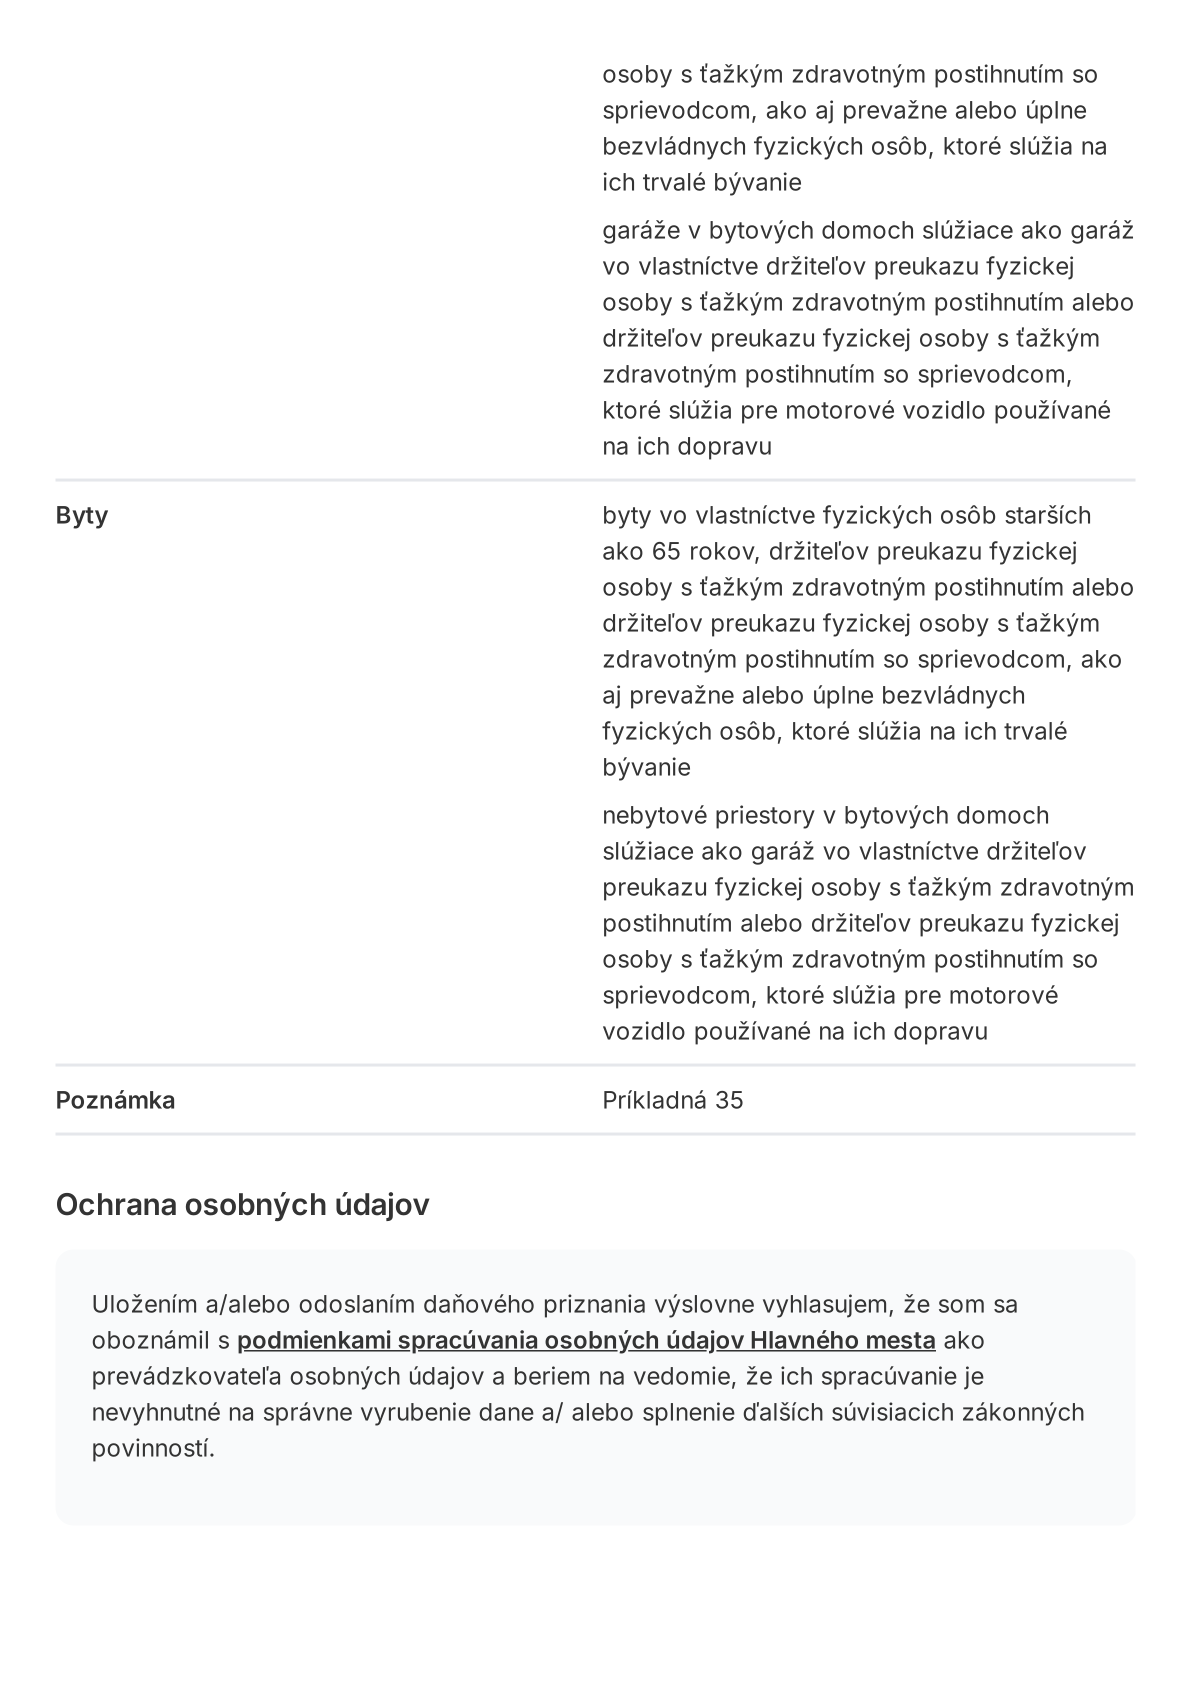 osoby s ťažkým zdravotným postihnutím so
sprievodcom, ako aj prevažne alebo úplne
bezvládnych fyzických osôb, ktoré slúžia na
ich trvalé bývanie
garáže v bytových domoch slúžiace ako garáž
vo vlastníctve držiteľov preukazu fyzickej
osoby s ťažkým zdravotným postihnutím alebo
držiteľov preukazu fyzickej osoby s ťažkým
zdravotným postihnutím so sprievodcom,
ktoré slúžia pre motorové vozidlo používané
na ich dopravu
Byty
byty vo vlastníctve fyzických osôb starších
ako 65 rokov, držiteľov preukazu fyzickej
osoby s ťažkým zdravotným postihnutím alebo
držiteľov preukazu fyzickej osoby s ťažkým
zdravotným postihnutím so sprievodcom, ako
aj prevažne alebo úplne bezvládnych
fyzických osôb, ktoré slúžia na ich trvalé
bývanie
nebytové priestory v bytových domoch
slúžiace ako garáž vo vlastníctve držiteľov
preukazu fyzickej osoby s ťažkým zdravotným
postihnutím alebo držiteľov preukazu fyzickej
osoby s ťažkým zdravotným postihnutím so
sprievodcom, ktoré slúžia pre motorové
vozidlo používané na ich dopravu
Poznámka
Príkladná 35
Ochrana osobných údajov
Uložením a/alebo odoslaním daňového priznania výslovne vyhlasujem, že som sa
oboznámil s podmienkami spracúvania osobných údajov Hlavného mesta ako
prevádzkovateľa osobných údajov a beriem na vedomie, že ich spracúvanie je
nevyhnutné na správne vyrubenie dane a/ alebo splnenie ďalších súvisiacich zákonných
povinností.